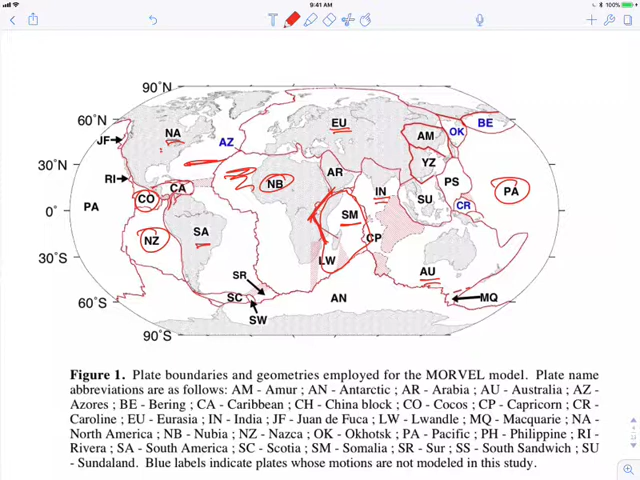 9:41 AM
100%
90°N
60°N
30°N
0°
30°S
60°S
90°S
JF
NA
AZ
EU
AM
OK
BE
YZ
RI
CO
CA
NB
AR
IN
SU
PS
PA
CR
PA
NZ
SA
SM
CP
LW
AU
SR
SC
AN
MQ
SW
Figure 1. Plate boundaries and geometries employed for the MORVEL model. Plate name
abbreviations are as follows: AM - Amur; AN - Antarctic ; AR - Arabia; AU - Australia; AZ -
Azores; BE - Bering; CA - Caribbean; CH - China block; CO - Cocos; CP - Capricorn; CR -
Caroline; EU - Eurasia; IN - India; JF - Juan de Fuca; LW - Lwandle; MQ - Macquarie; NA -
North America; NB - Nubia; NZ - Nazca; OK - Okhotsk; PA - Pacific; PH - Philippine; RI -
Rivera; SA - South America; SC - Scotia; SM - Somalia; SR - Sur; SS - South Sandwich; SU
- Sundaland. Blue labels indicate plates whose motions are not modeled in this study.